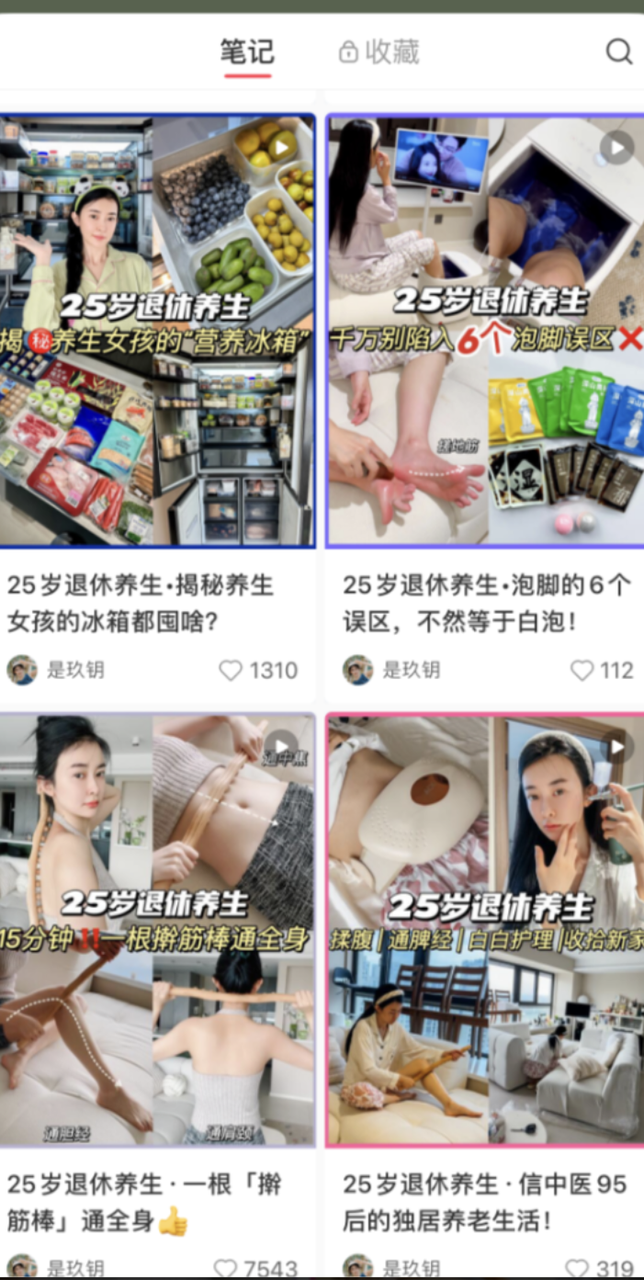 笔记
收藏
25岁退休养生
揭㊙养生女孩的“营养冰箱”
25岁退休养生•揭秘养生
女孩的冰箱都囤啥?
是玖钥
1310
25岁退休养生
千万别陷入6个泡脚误区❌
搓地筋
25岁退休养生•泡脚的6个
误区，不然等于白泡!
是玖钥
112
通中焦
25岁退休养生
15分钟‼️一根擀筋棒通全身
通胆经
通肩颈
25岁退休养生·一根「擀
筋棒」通全身👍
是玖钥
7543
25岁退休养生
揉腹|通脾经|白白护理|收拾新家
25岁退休养生·信中医95
后的独居养老生活!
是玖钥
319